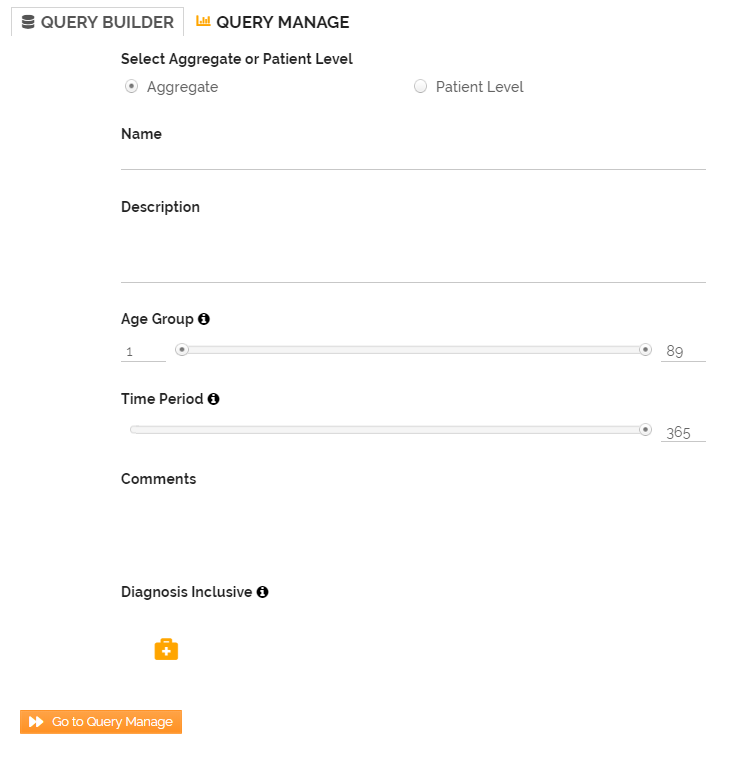 QUERY BUILDER QUERY MANAGE
Select Aggregate or Patient Level
Aggregate Patient Level
Name
Description
Age Group
1 89
Time Period
365
Comments
Diagnosis Inclusive
Go to Query Manage